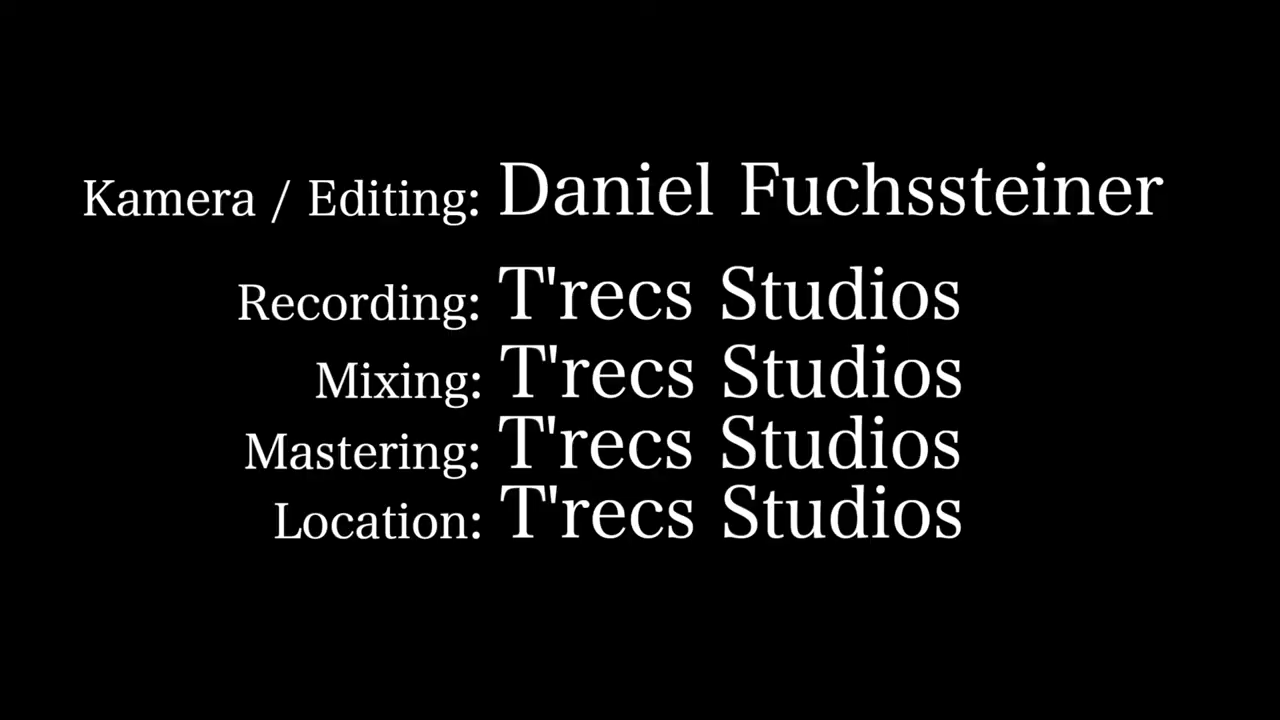 Kamera / Editing: Daniel Fuchssteiner
Recording: T'recs Studios
Mixing: T'recs Studios
Mastering: T'recs Studios
Location: T'recs Studios